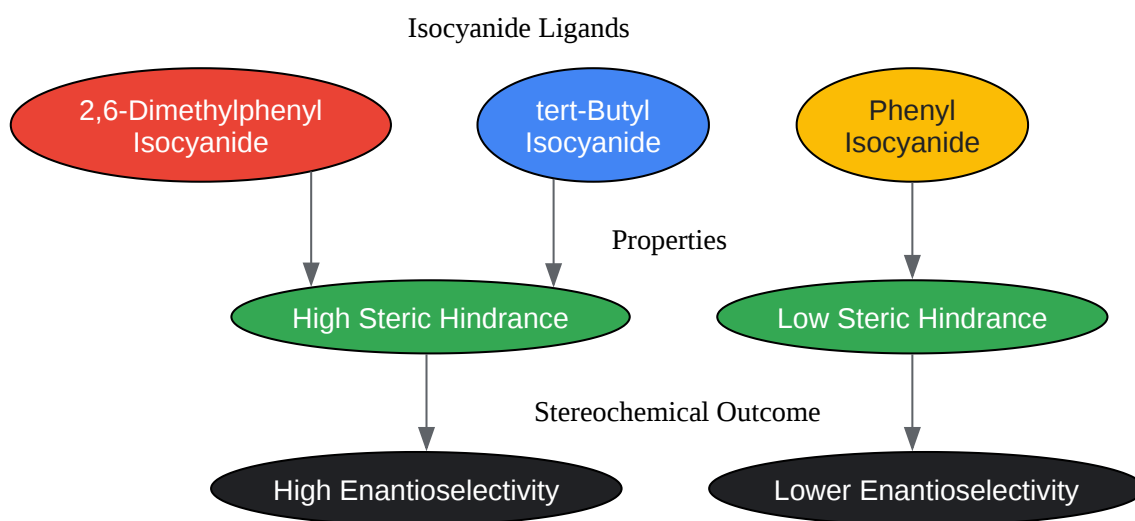 Isocyanide Ligands
2,6-Dimethylphenyl
Isocyanide
tert-Butyl
Isocyanide
Phenyl
Isocyanide
Properties
High Steric Hindrance
Low Steric Hindrance
Stereochemical Outcome
High Enantioselectivity
Lower Enantioselectivity